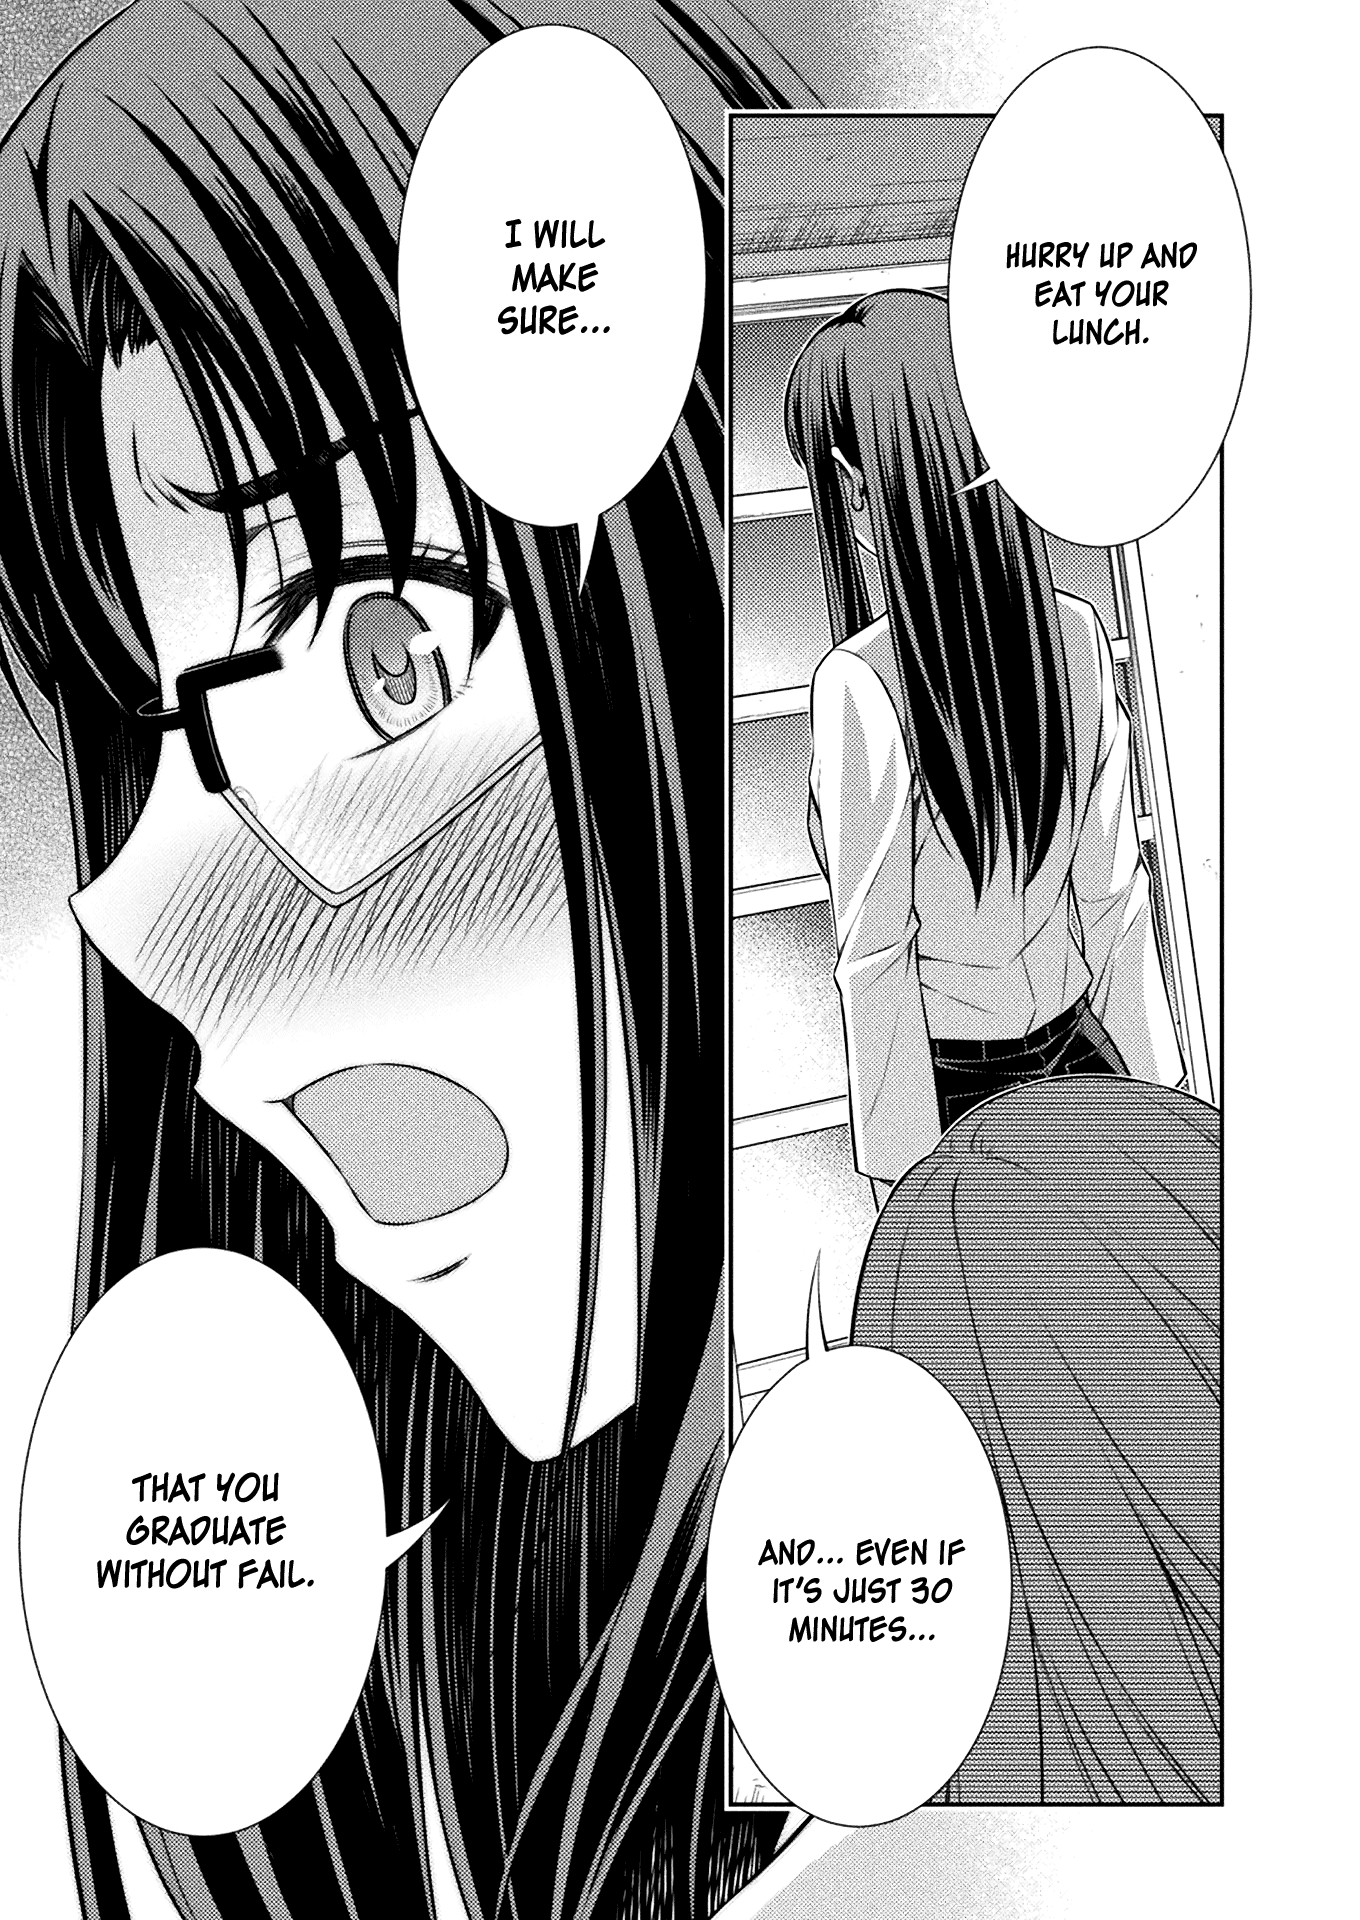 HURRY UP AND
EAT YOUR
LUNCH.
AND... EVEN IF
IT'S JUST 30
MINUTES...
I WILL
MAKE
SURE...
THAT YOU
GRADUATE
WITHOUT FAIL.